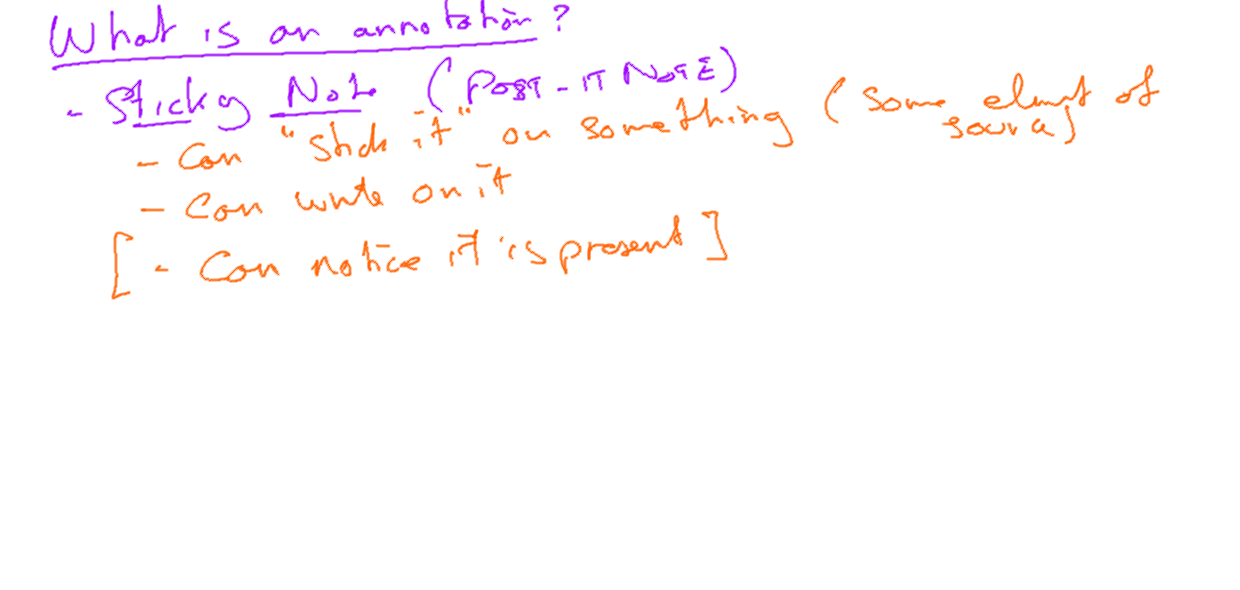 What is an annotation?
- Sticky Note (POST-IT NOTE)
- Can "stick it" on something (some element of
source)
- Can write on it
[ - Can notice it is present ]